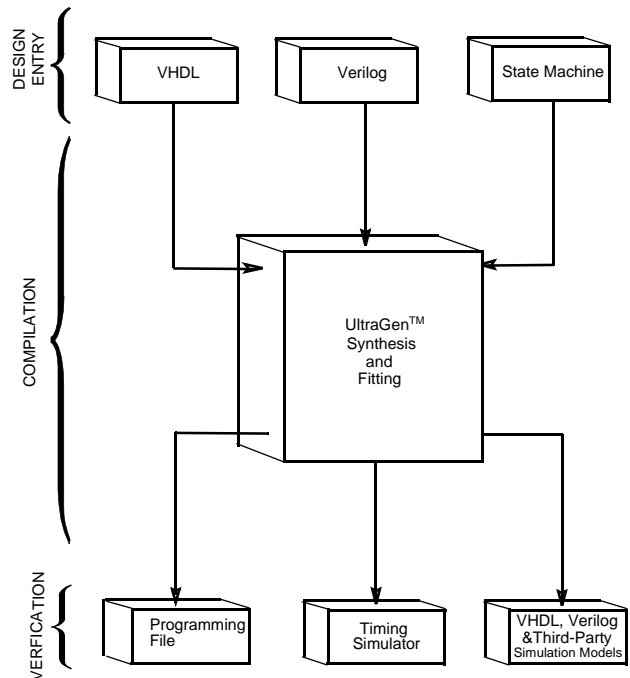 DESIGN
ENTRY
VHDL
Verilog
State Machine
COMPILATION
UltraGen™
Synthesis
and
Fitting
VERFICATION
Programming
File
Timing
Simulator
VHDL, Verilog
&Third-Party
Simulation Models